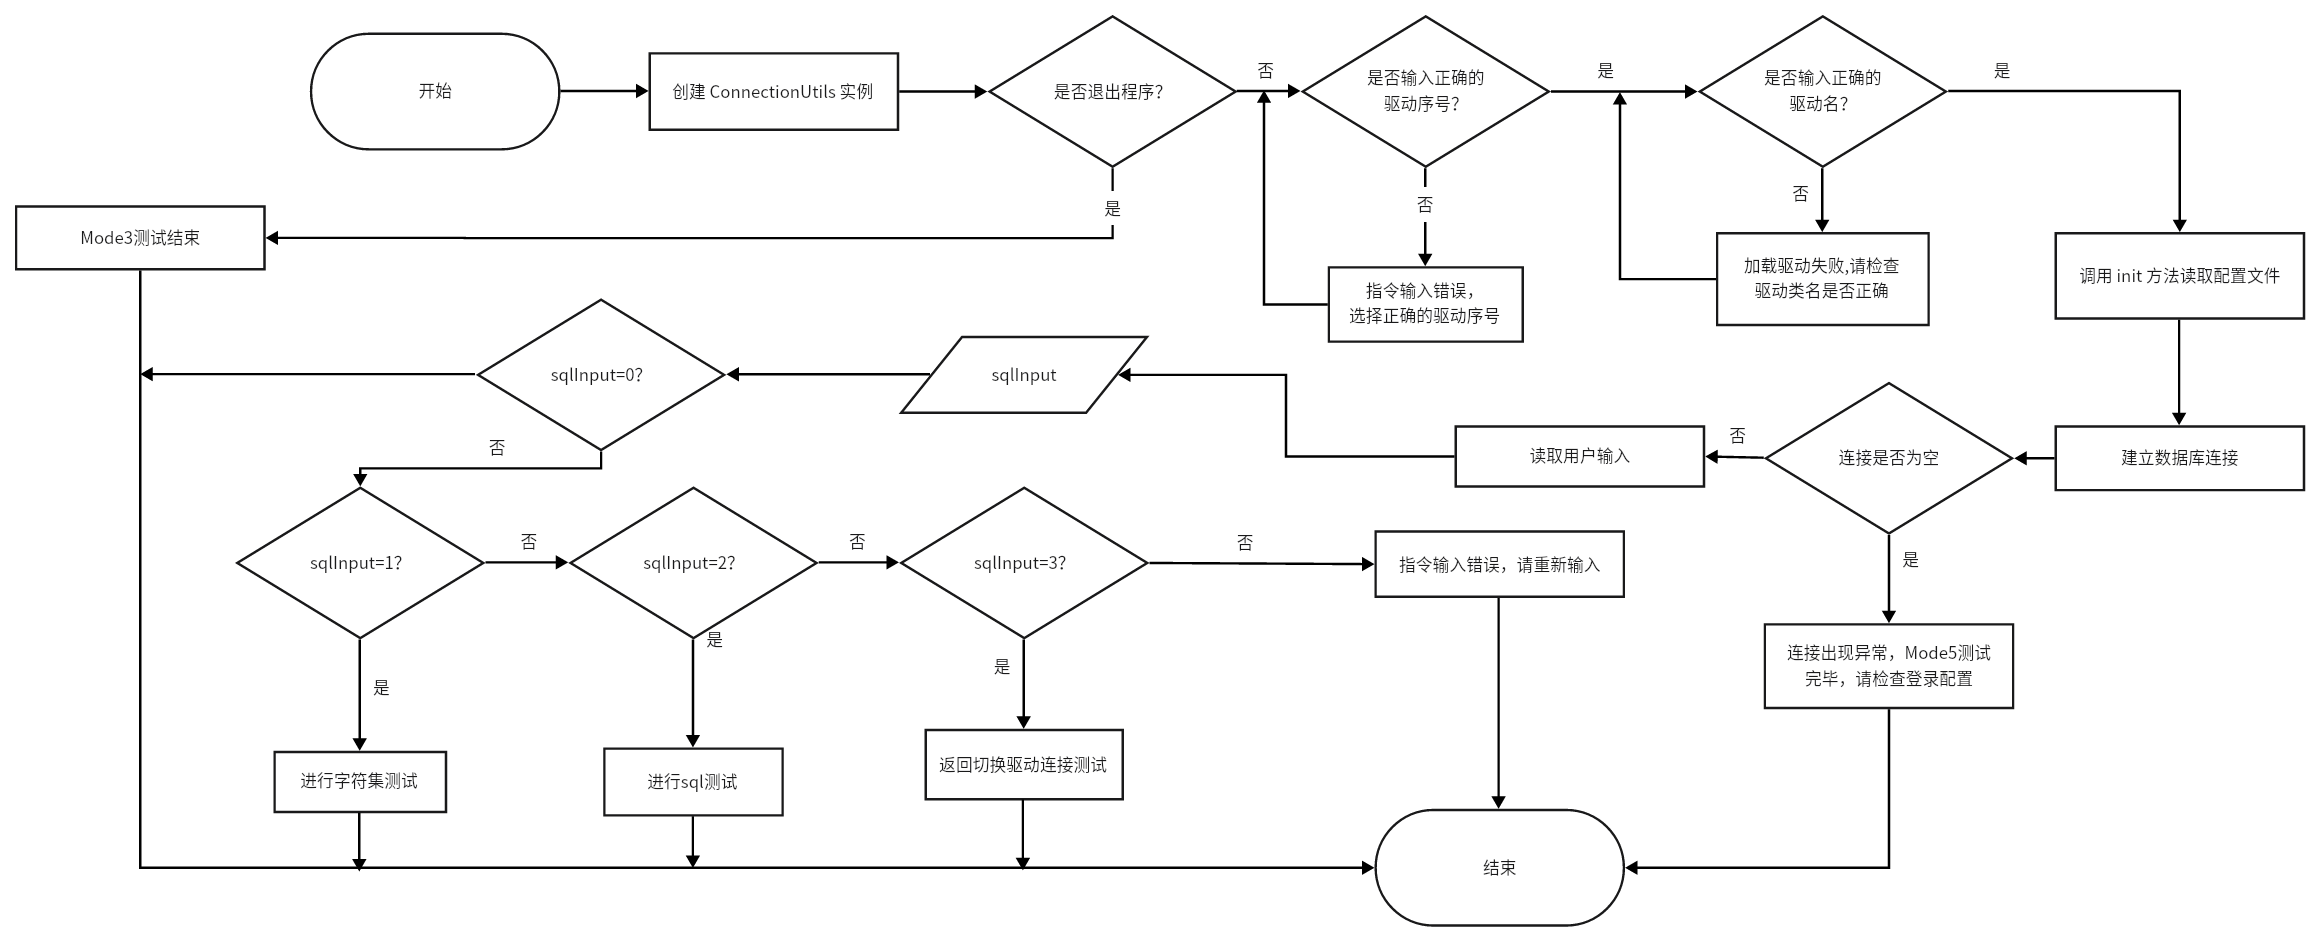 开始
创建 ConnectionUtils 实例
是否退出程序？
否
是否输入正确的
驱动序号？
是
是否输入正确的
驱动名？
是
是
否
否
Mode3测试结束
指令输入错误，
选择正确的驱动序号
加载驱动失败,请检查
驱动类名是否正确
调用 init 方法读取配置文件
sqlInput=0？
sqlInput
否
读取用户输入
否
连接是否为空
建立数据库连接
sqlInput=1？
否
sqlInput=2？
否
sqlInput=3？
否
指令输入错误，请重新输入
是
是
是
是
连接出现异常，Mode5测试
完毕，请检查登录配置
进行字符集测试
进行sql测试
返回切换驱动连接测试
结束